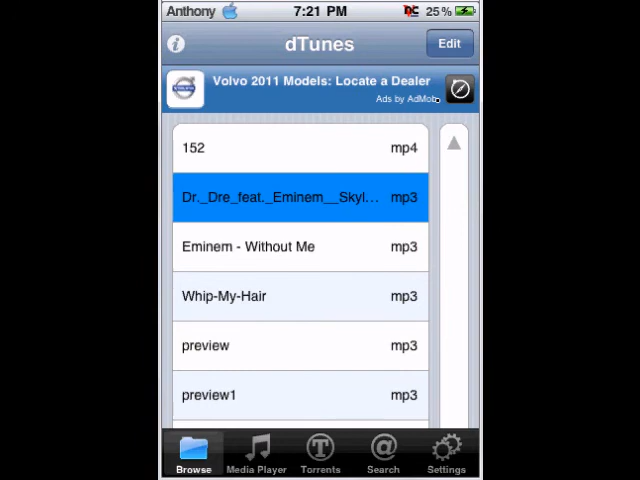 Anthony 7:21 PM DC 25%
dTunes
Edit
Volvo 2011 Models: Locate a Dealer
Ads by AdMob
152 mp4
Dr._Dre_feat._Eminem__Skyl... mp3
Eminem - Without Me mp3
Whip-My-Hair mp3
preview mp3
preview1 mp3
Browse Media Player Torrents Search Settings